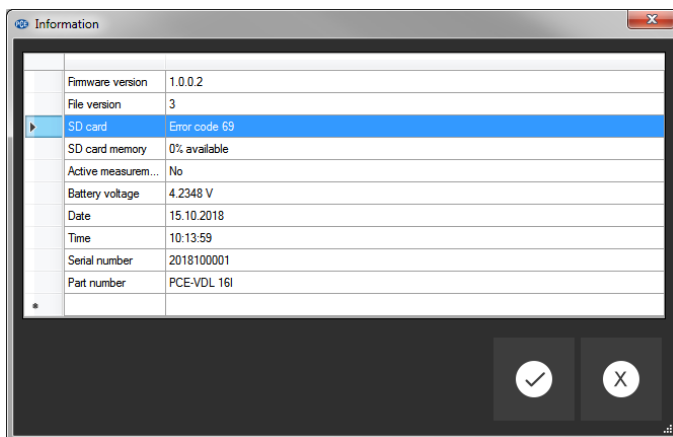 PCE Information
Firmware version 1.0.0.2
File version 3
SD card Error code 69
SD card memory 0% available
Active measurem... No
Battery voltage 4.2348 V
Date 15.10.2018
Time 10:13:59
Serial number 2018100001
Part number PCE-VDL 16I
*
X